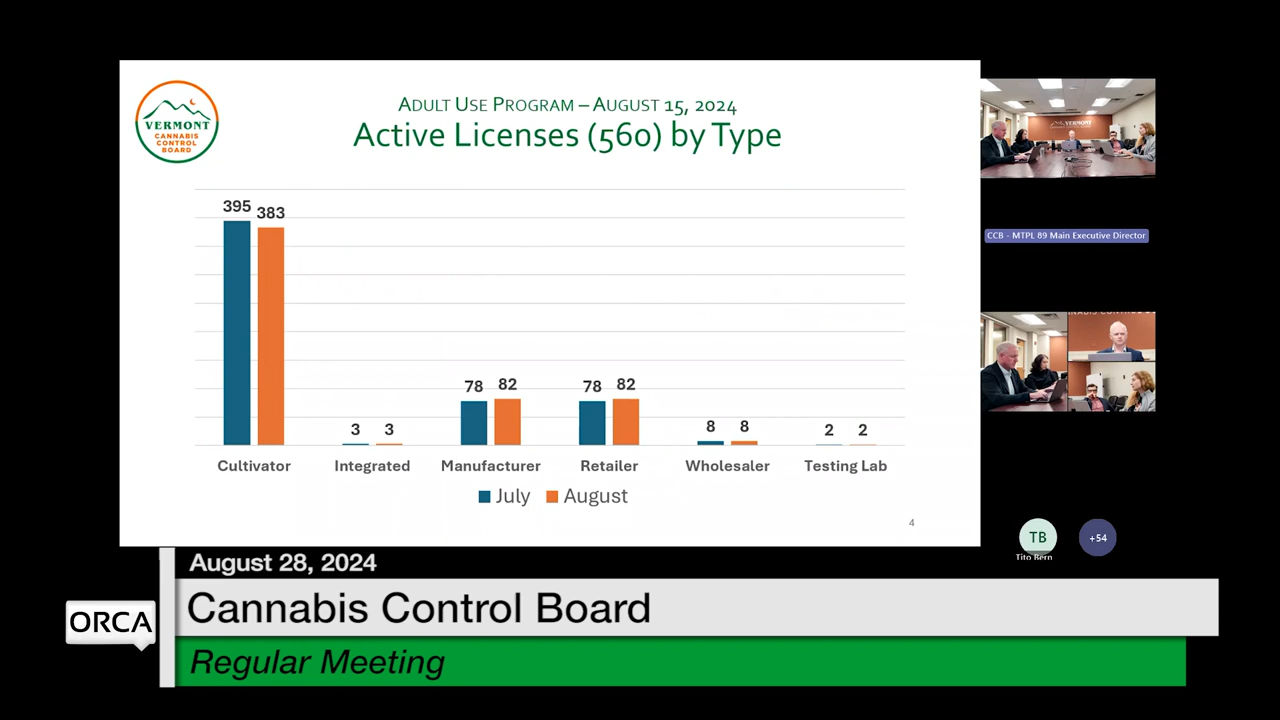 VERMONT
CANNABIS
CONTROL
BOARD
ADULT USE PROGRAM – AUGUST 15, 2024
Active Licenses (560) by Type
395 383
3 3
78 82
78 82
8 8
2 2
Cultivator Integrated Manufacturer Retailer Wholesaler Testing Lab
July August
4
VERMONT
CCB - MTPL 89 Main Executive Director
TB
+54
Tito Bern
August 28, 2024
Cannabis Control Board
ORCA
Regular Meeting